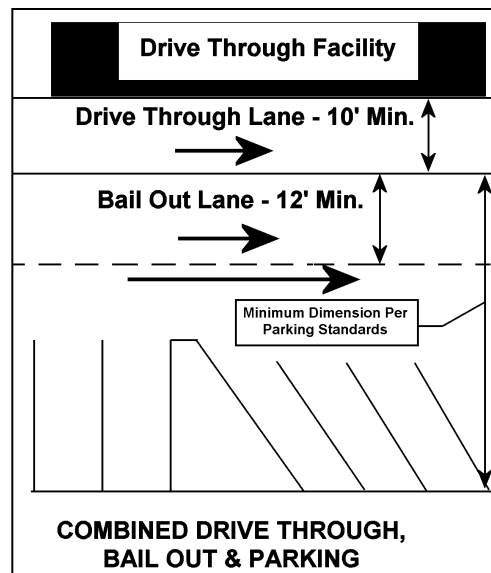 Drive Through Facility
Drive Through Lane - 10' Min.
Bail Out Lane - 12' Min.
Minimum Dimension Per
Parking Standards
COMBINED DRIVE THROUGH,
BAIL OUT & PARKING